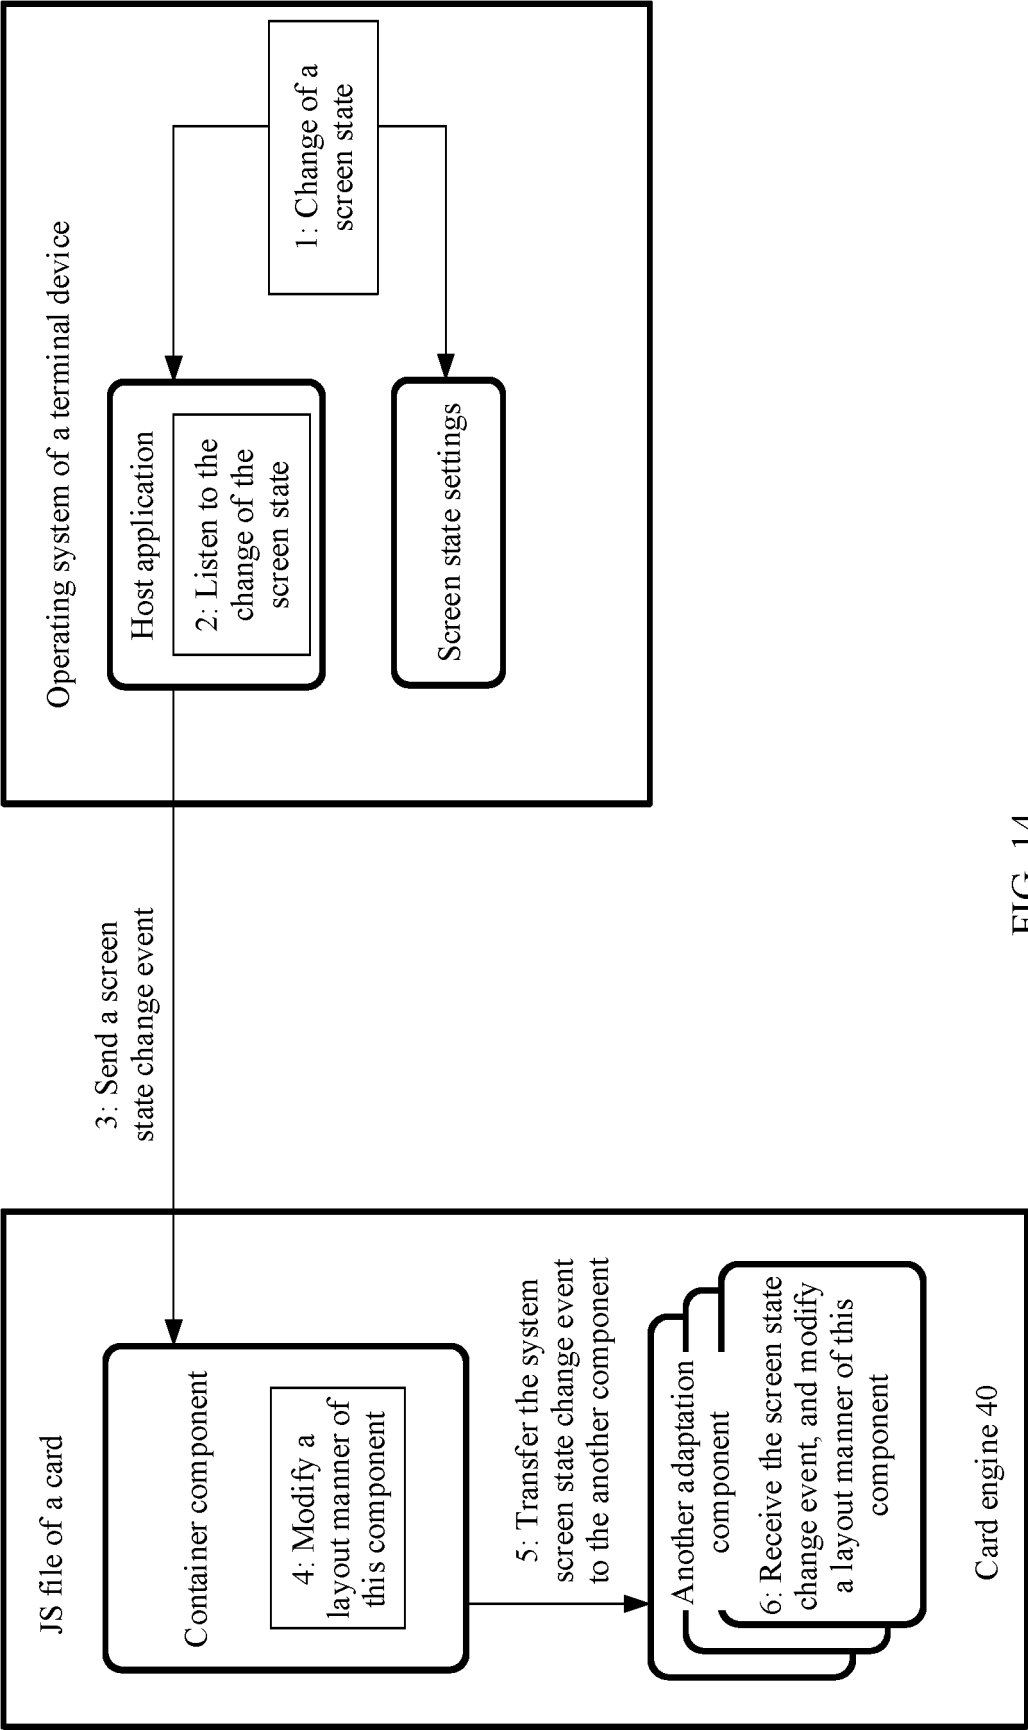 JS file of a card
Container component
4: Modify a
layout manner of
this component
5: Transfer the system
screen state change event
to the another component
Another adaptation
component
6: Receive the screen state
change event, and modify
a layout manner of this
component
Card engine 40
3: Send a screen
state change event
Operating system of a terminal device
Host application
2: Listen to the
change of the
screen state
Screen state settings
1: Change of a
screen state
FIG. 14